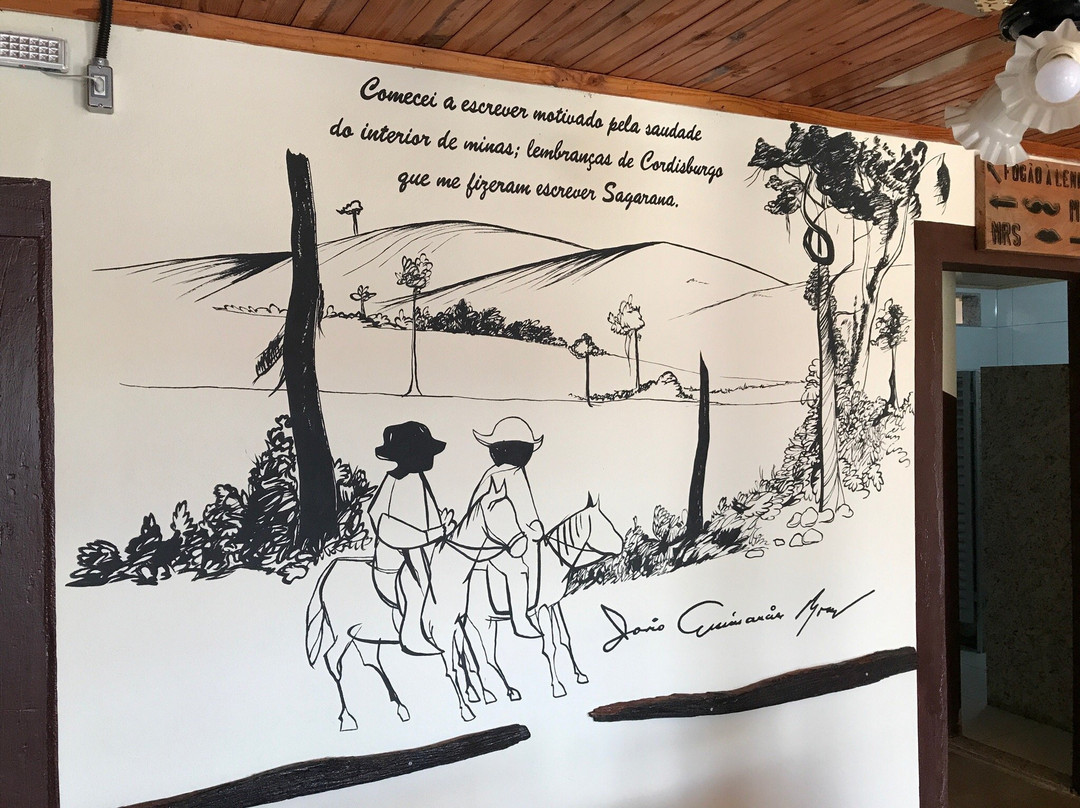 Comecei a escrever motivado pela saudade
do interior de minas; lembranças de Cordisburgo
que me fizeram escrever Sagarana.
FOGÃO À LEN
M
MRS
João Guimarães Rosa